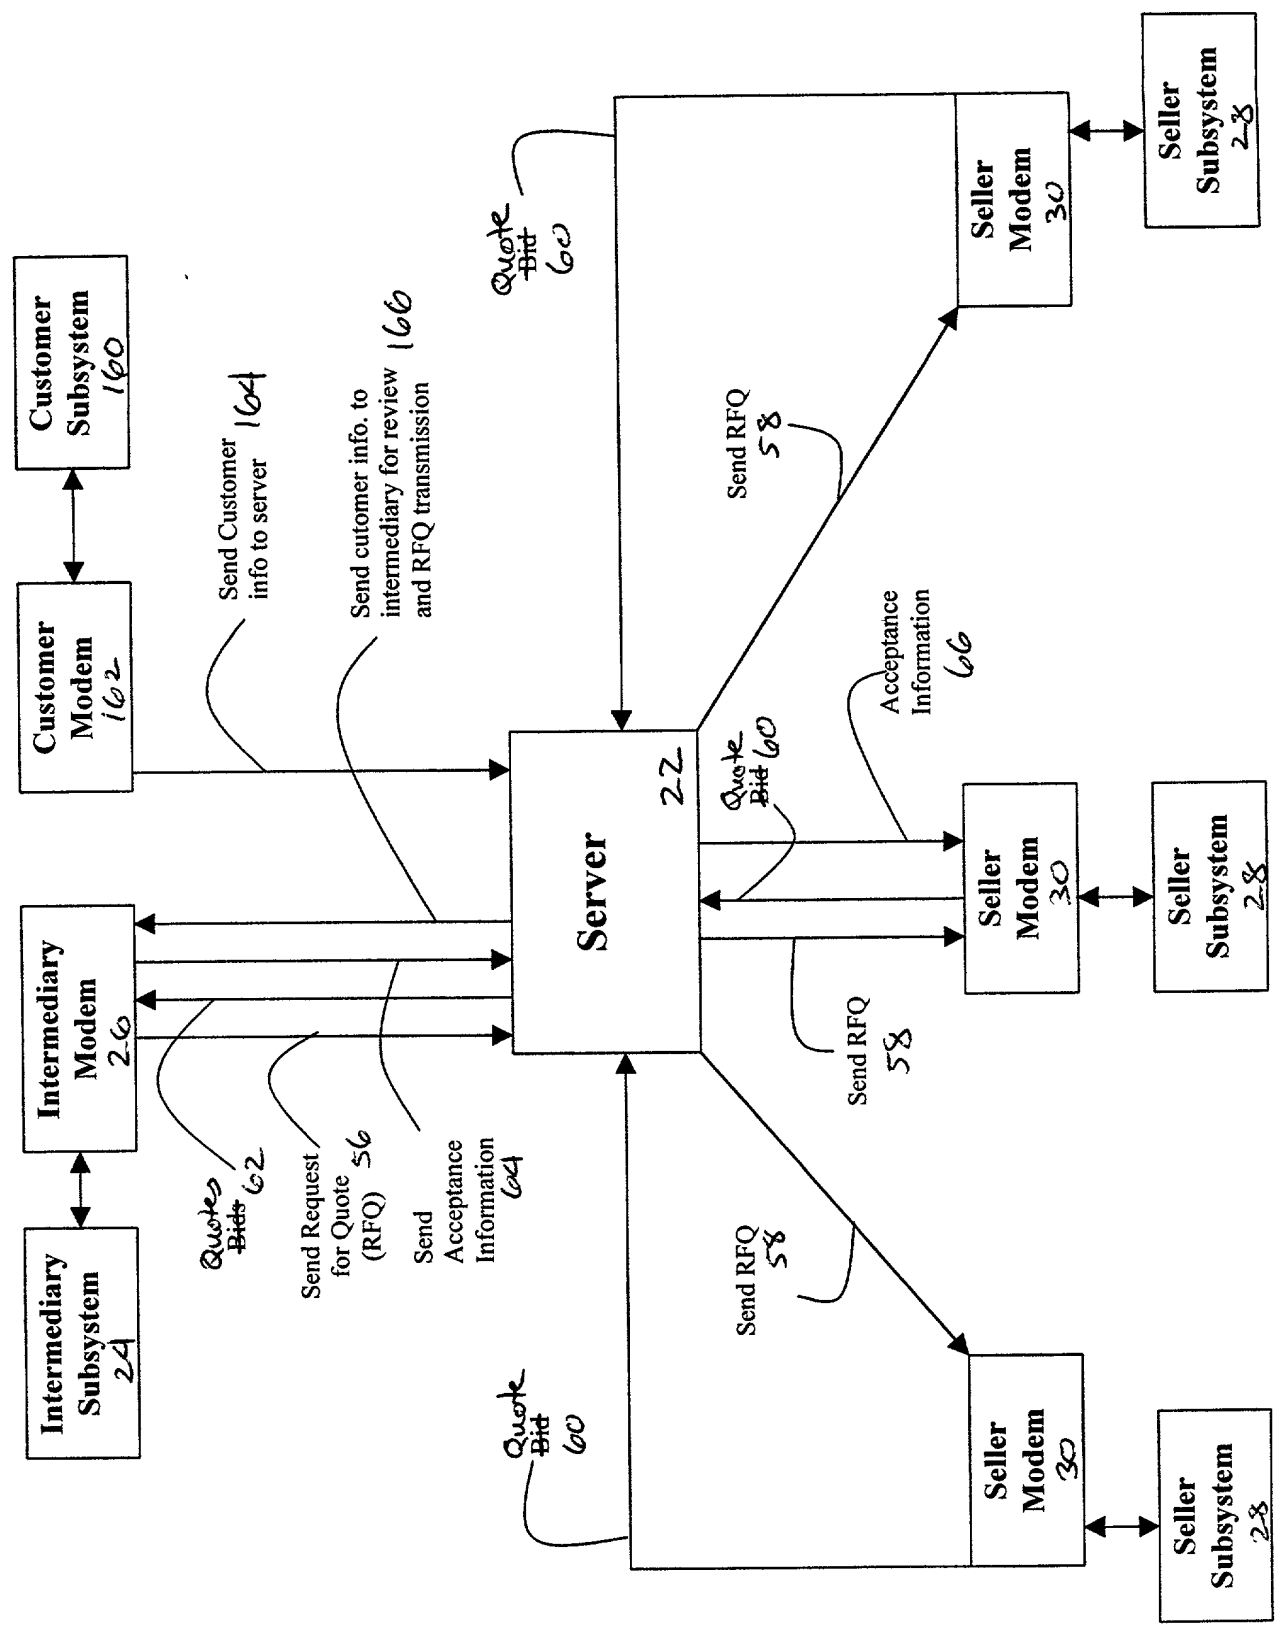 Intermediary
Subsystem
24
Intermediary
Modem
26
Customer
Modem
162
Customer
Subsystem
160
Quotes
Bids 62
Send Request
for Quote 56
(RFQ)
Send
Acceptance
Information
64
Send Customer
info to server 164
Send cutomer info. to
intermediary for review 166
and RFQ transmission
Server
22
Quote
Bid
60
Quote
Bid 60
Quote
Bid
60
Send RFQ
58
Send RFQ
58
Acceptance
Information
66
Send RFQ
58
Seller
Modem
30
Seller
Modem
30
Seller
Modem
30
Seller
Subsystem
28
Seller
Subsystem
28
Seller
Subsystem
28